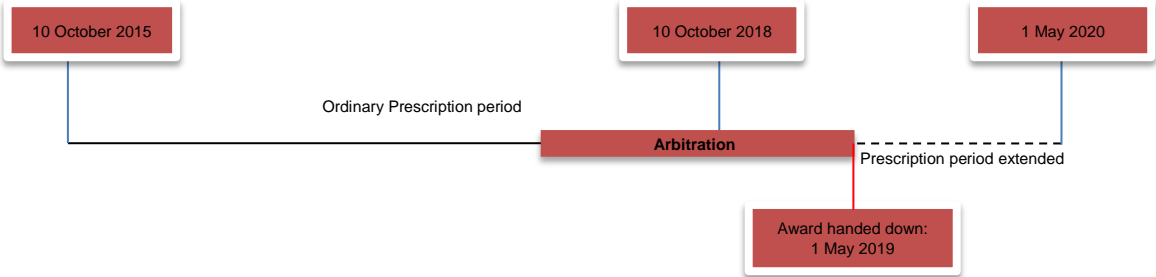 10 October 2015
10 October 2018
1 May 2020
Ordinary Prescription period
Arbitration
Prescription period extended
Award handed down:
1 May 2019